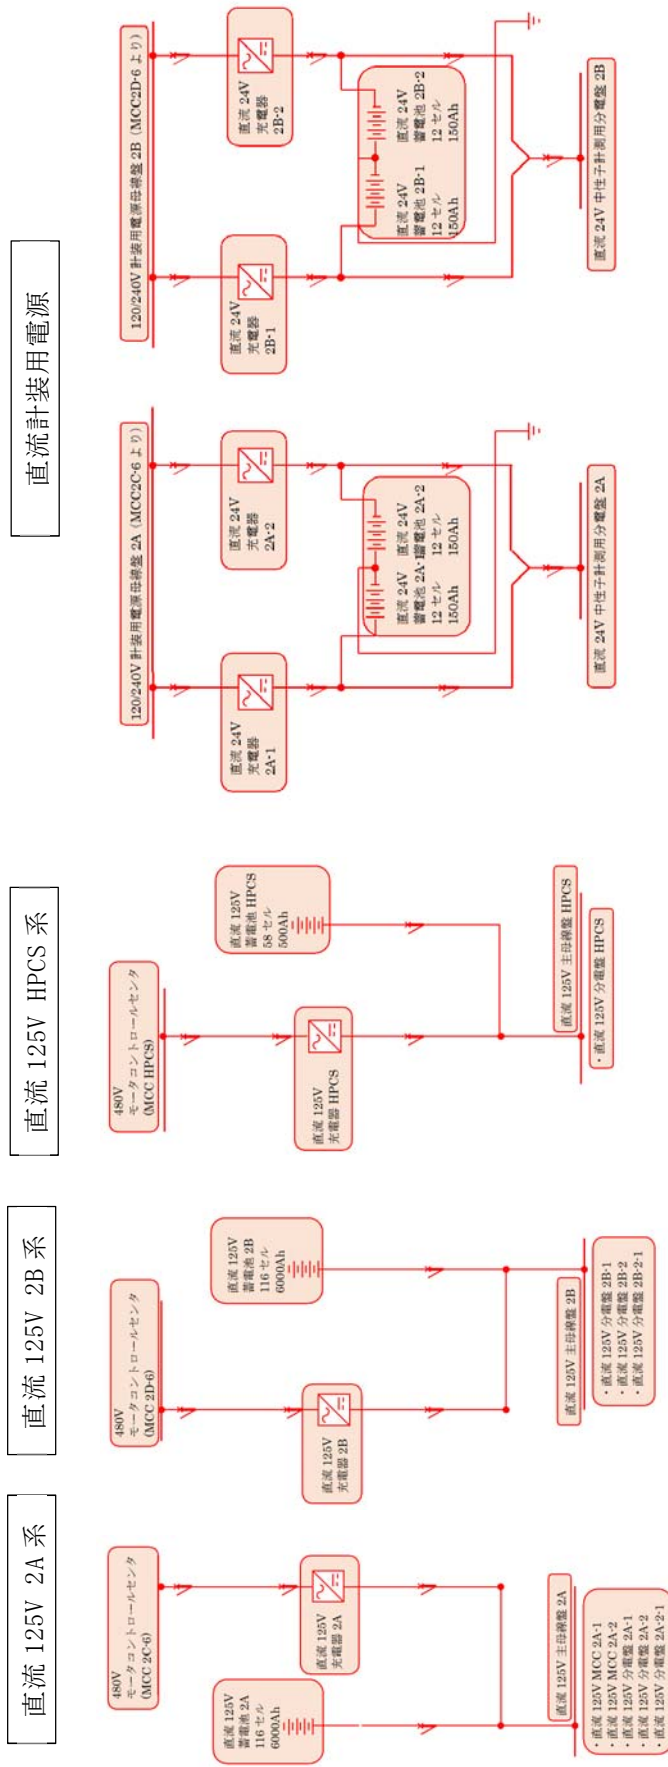 直流 125V 2A 系
480V
モータコントロールセンタ
(MCC 2C-6)
直流 125V
蓄電池 2A
116 セル
6000Ah
直流 125V
充電器 2A
直流 125V 主母線盤 2A
・直流 125V MCC 2A-1
・直流 125V MCC 2A-2
・直流 125V 分電盤 2A-1
・直流 125V 分電盤 2A-2
・直流 125V 分電盤 2A-2-1
直流 125V 2B 系
480V
モータコントロールセンタ
(MCC 2D-6)
直流 125V
蓄電池 2B
116 セル
6000Ah
直流 125V
充電器 2B
直流 125V 主母線盤 2B
・直流 125V 分電盤 2B-1
・直流 125V 分電盤 2B-2
・直流 125V 分電盤 2B-2-1
直流 125V HPCS 系
480V
モータコントロールセンタ
(MCC HPCS)
直流 125V
蓄電池 HPCS
58 セル
500Ah
直流 125V
充電器 HPCS
直流 125V 主母線盤 HPCS
・直流 125V 分電盤 HPCS
直流計装用電源
120/240V 計装用電源母線盤 2A (MCC2C-6 より)
直流 24V
充電器
2A-1
直流 24V
充電器
2A-2
直流 24V
蓄電池 2A-1
12 セル
150Ah
直流 24V
蓄電池 2A-2
12 セル
150Ah
直流 24V 中性子計測用分電盤 2A
120/240V 計装用電源母線盤 2B (MCC2D-6 より)
直流 24V
充電器
2B-1
直流 24V
充電器
2B-2
直流 24V
蓄電池 2B-1
12 セル
150Ah
直流 24V
蓄電池 2B-2
12 セル
150Ah
直流 24V 中性子計測用分電盤 2B